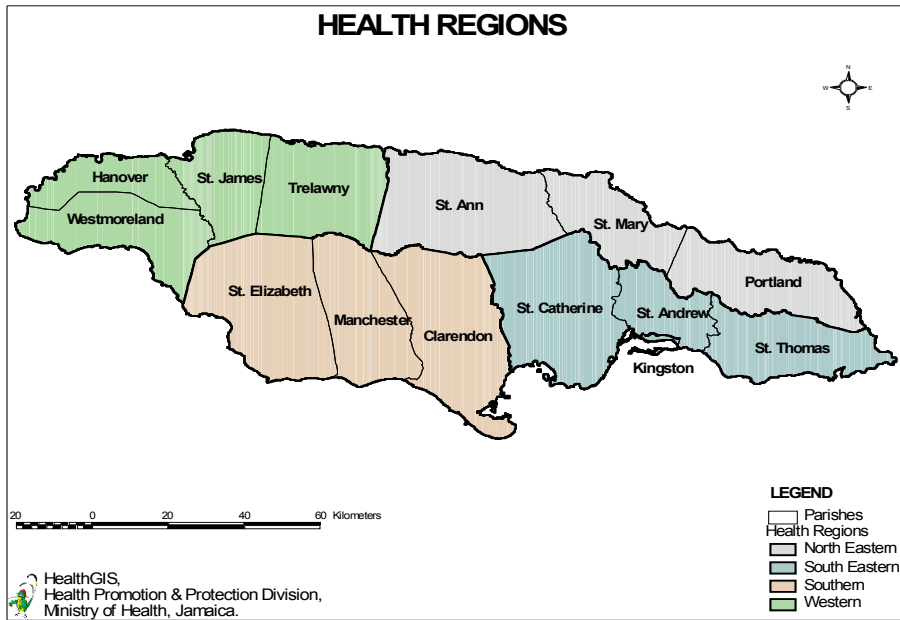 HEALTH REGIONS
N
W E
S
Hanover
St. James
Trelawny
Westmoreland
St. Ann
St. Mary
Portland
St. Elizabeth
Manchester
Clarendon
St. Catherine
St. Andrew
St. Thomas
Kingston
20 0 20 40 60 Kilometers
LEGEND
Parishes
Health Regions
North Eastern
South Eastern
Southern
Western
HealthGIS,
Health Promotion & Protection Division,
Ministry of Health, Jamaica.